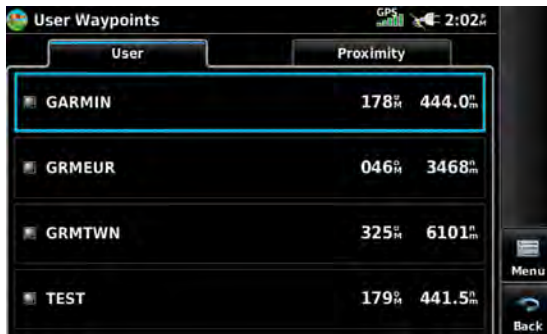 User Waypoints GPS 2:02 AM
User Proximity
GARMIN 178°M 444.0nm
GRMEUR 046°M 3468nm
GRMTWN 325°M 6101nm
Menu
TEST 179°M 441.5nm
Back